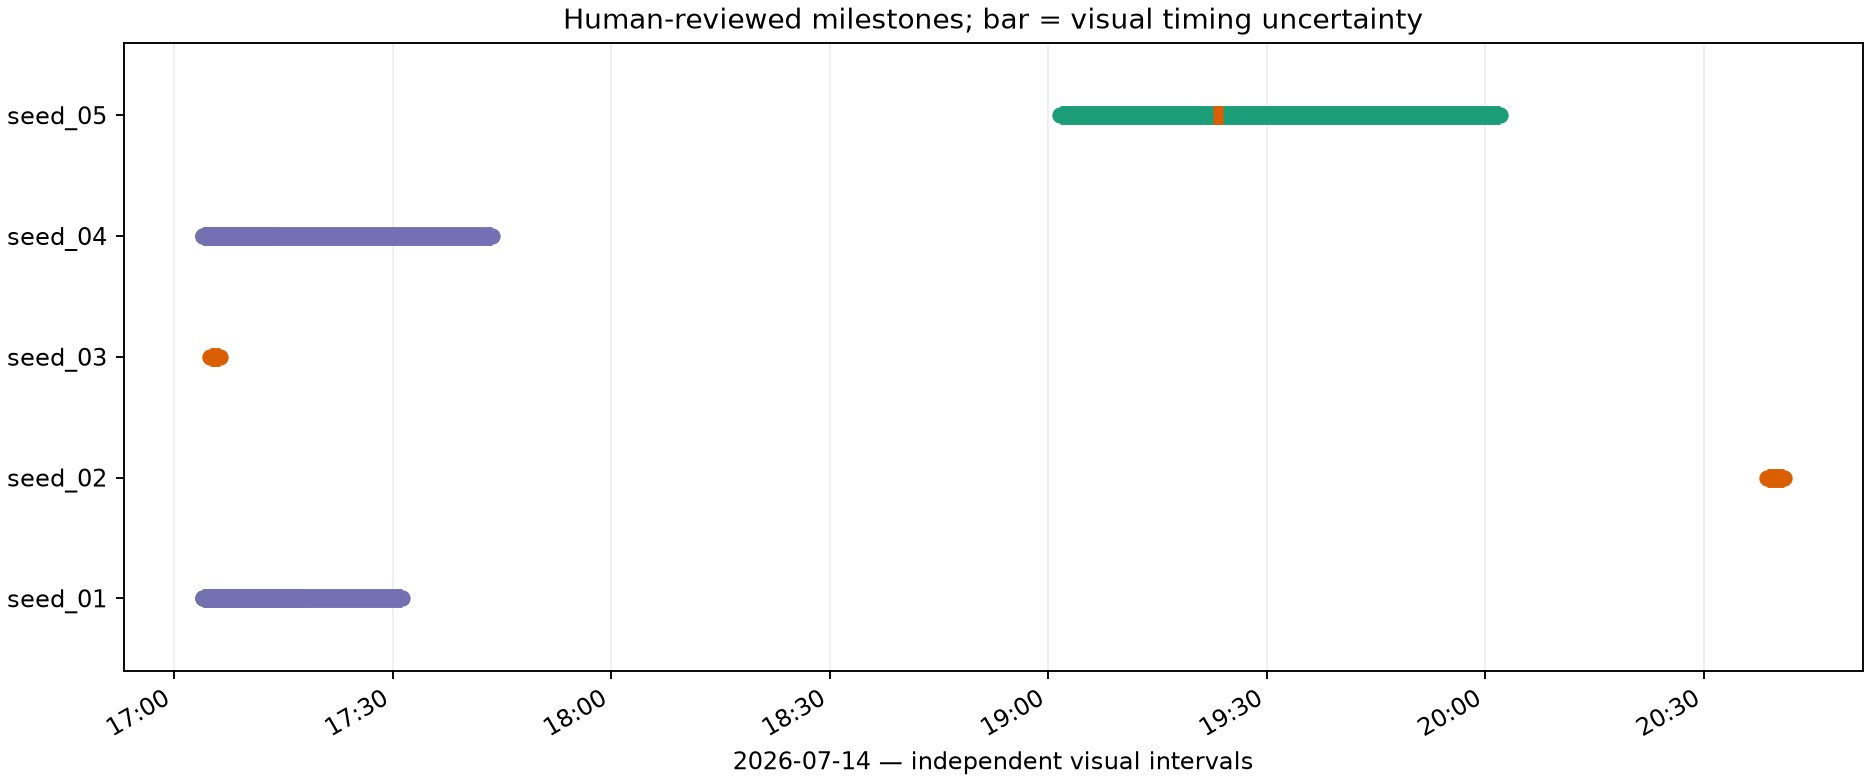 Human-reviewed milestones; bar = visual timing uncertainty
seed_05
seed_04
seed_03
seed_02
seed_01
17:00 17:30 18:00 18:30 19:00 19:30 20:00 20:30
2026-07-14 — independent visual intervals